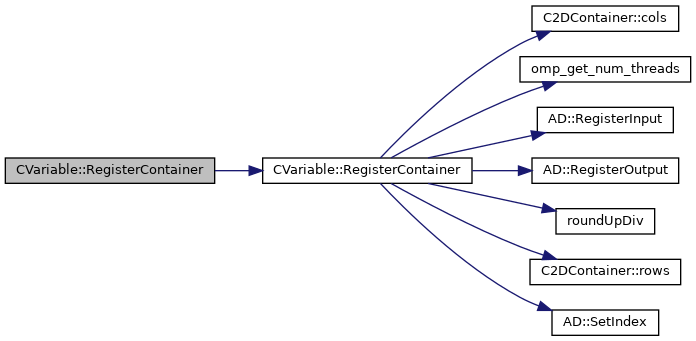 CVariable::RegisterContainer
CVariable::RegisterContainer
C2DContainer::cols
omp_get_num_threads
AD::RegisterInput
AD::RegisterOutput
roundUpDiv
C2DContainer::rows
AD::SetIndex